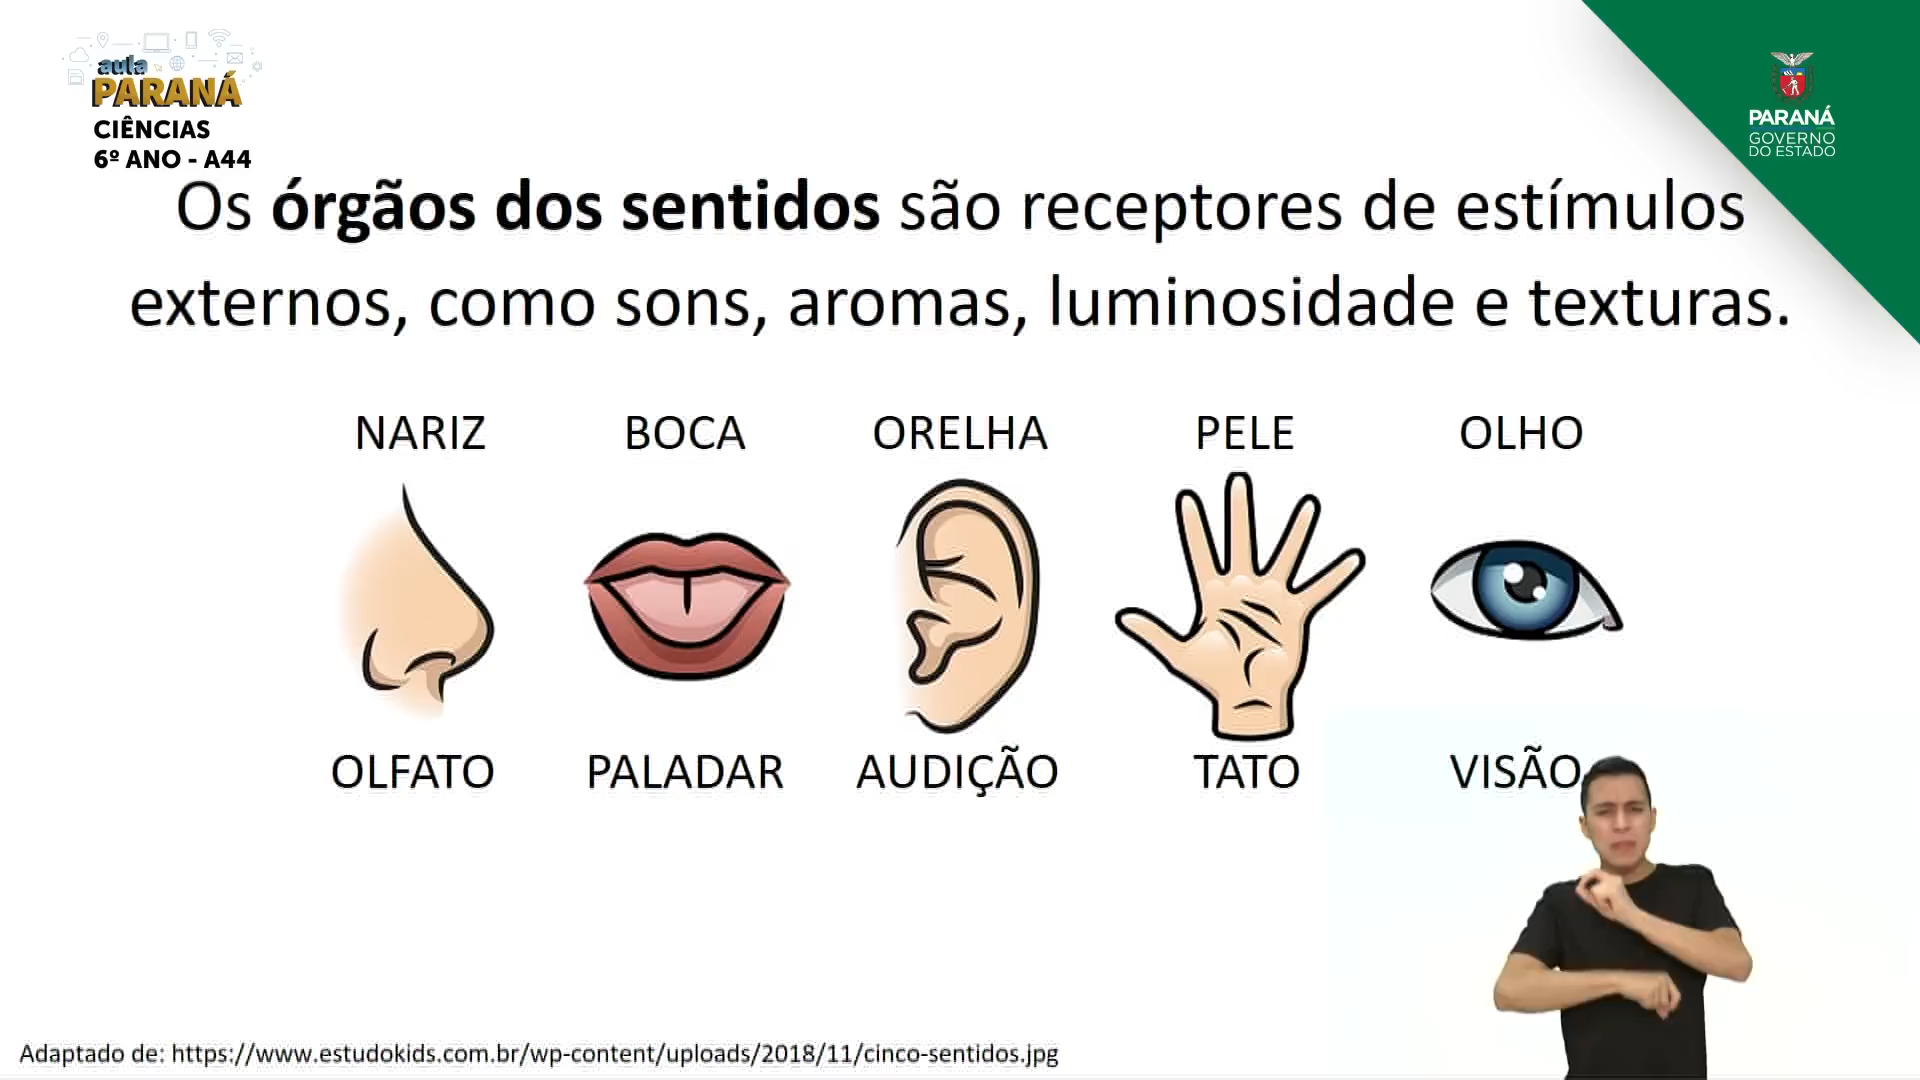 aula
PARANÁ
CIÊNCIAS
6º ANO - A44
PARANÁ
GOVERNO
DO ESTADO
Os órgãos dos sentidos são receptores de estímulos
externos, como sons, aromas, luminosidade e texturas.
NARIZ BOCA ORELHA PELE OLHO
OLFATO PALADAR AUDIÇÃO TATO VISÃO
Adaptado de: https://www.estudokids.com.br/wp-content/uploads/2018/11/cinco-sentidos.jpg